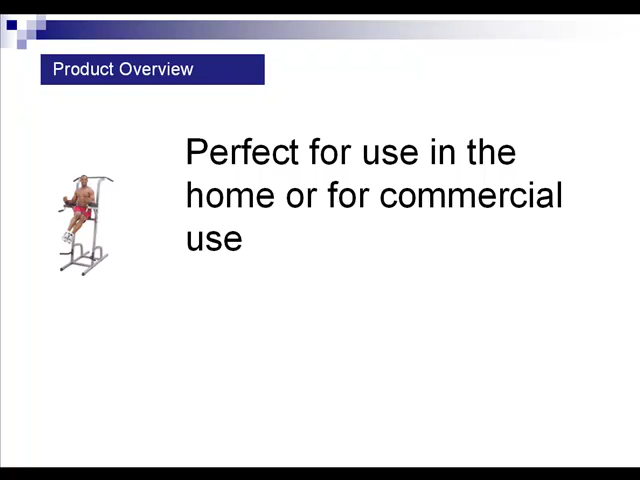 Product Overview
Perfect for use in the
home or for commercial
use